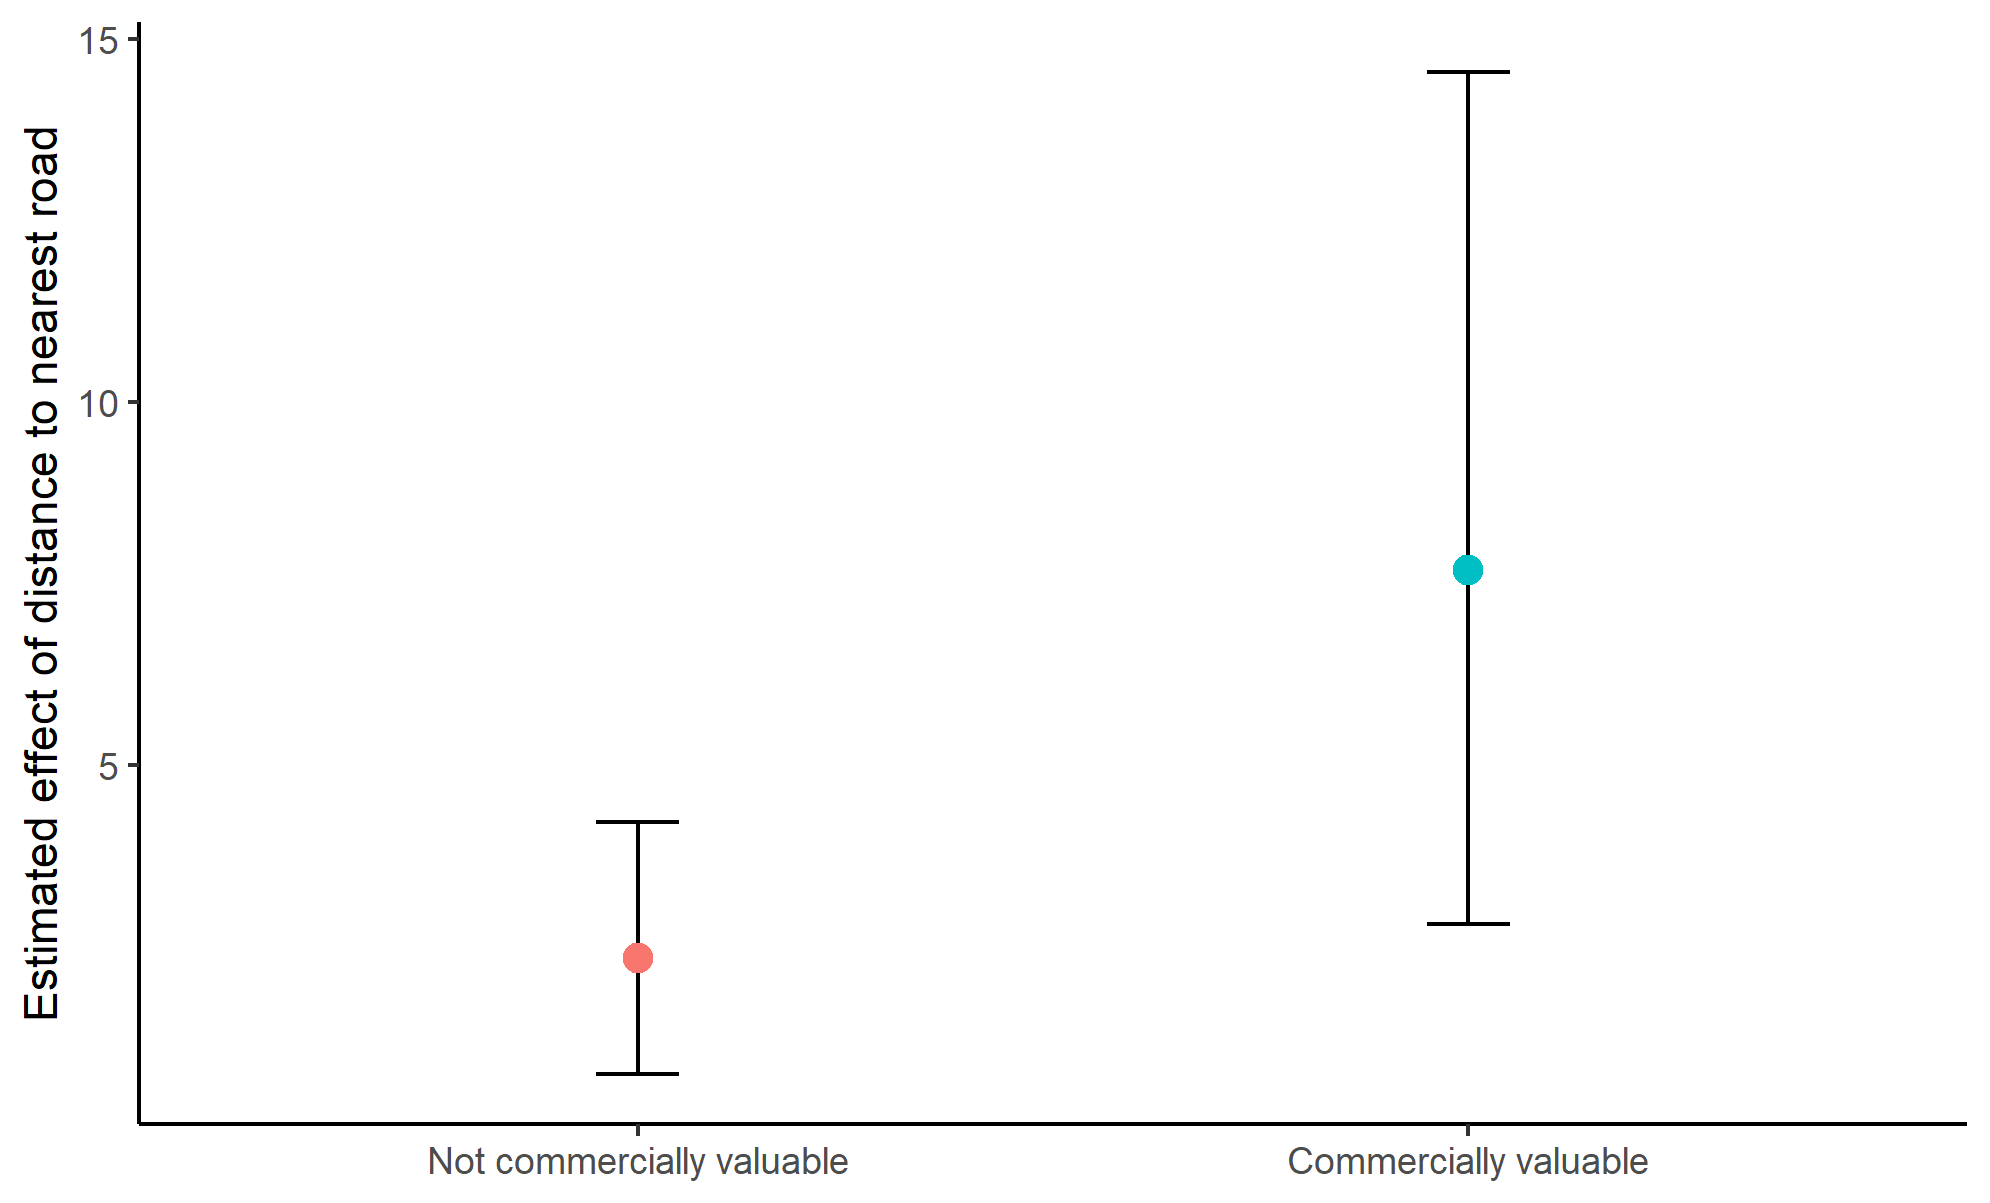 Estimated effect of distance to nearest road
15
10
5
Not commercially valuable
Commercially valuable